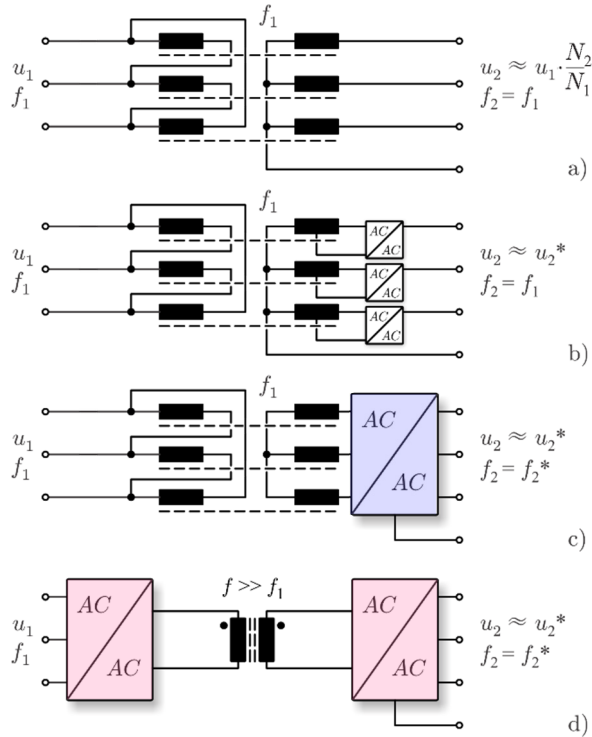 f₁
u₁
f₁
u₂ ≈ u₁·N₂/N₁
f₂ = f₁
a)
f₁
AC
AC
AC
AC
AC
AC
u₁
f₁
u₂ ≈ u₂*
f₂ = f₁
b)
f₁
AC
AC
u₁
f₁
u₂ ≈ u₂*
f₂ = f₂*
c)
f >> f₁
AC
AC
AC
AC
u₁
f₁
u₂ ≈ u₂*
f₂ = f₂*
d)